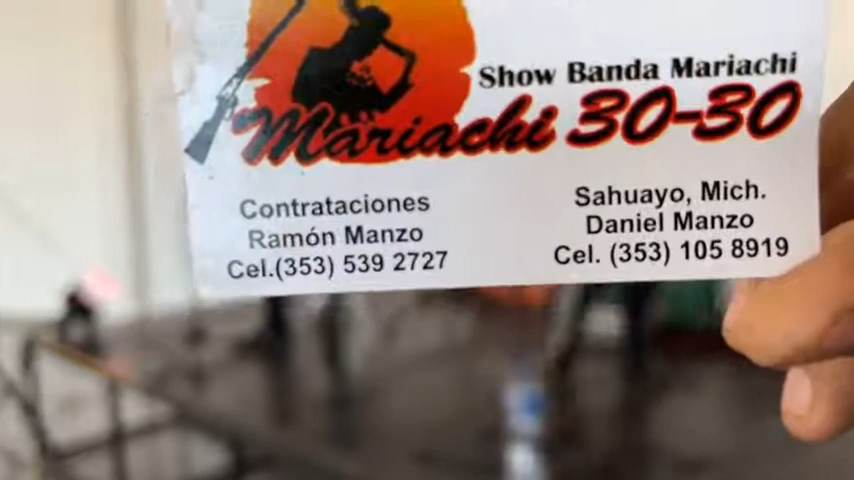 Show Banda Mariachi
Mariachi 30-30
Contrataciones
Ramón Manzo
Cel.(353) 539 2727
Sahuayo, Mich.
Daniel Manzo
Cel. (353) 105 8919